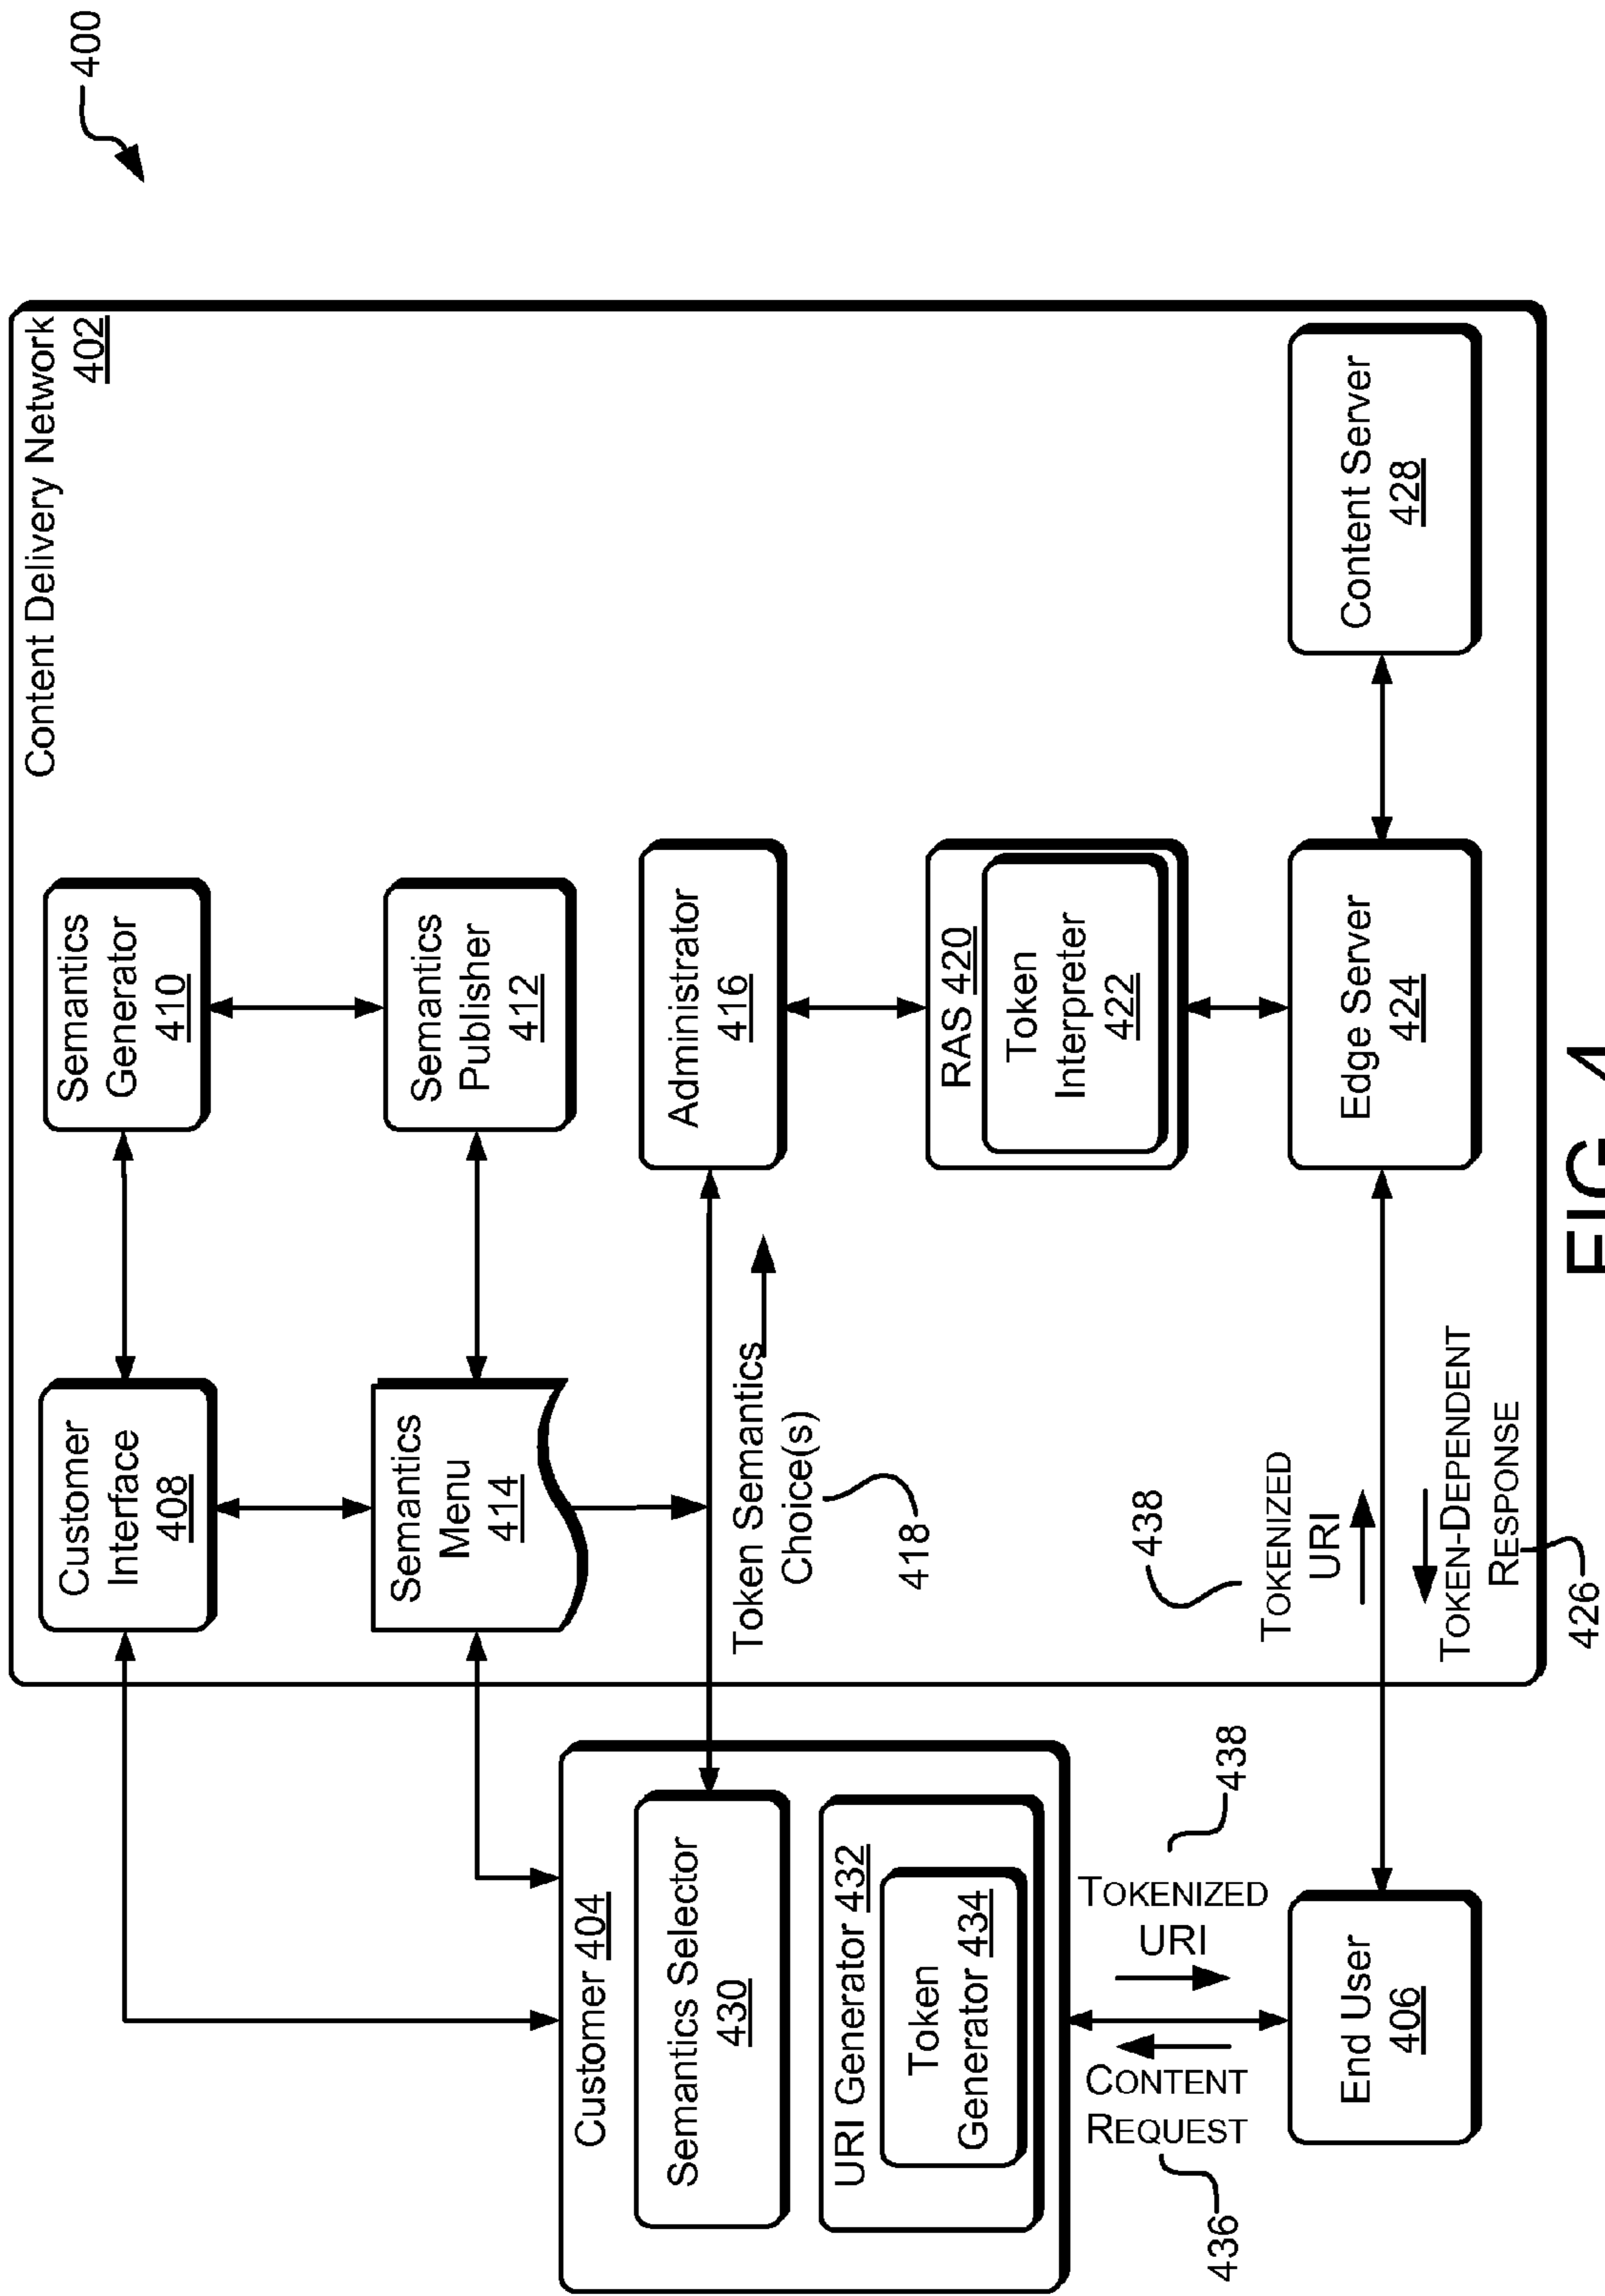 400
Content Delivery Network
402
Customer
Interface
408
Semantics
Generator
410
Semantics
Menu
414
Semantics
Publisher
412
Customer 404
Semantics Selector
430
Token Semantics
Choice(s)
418
Administrator
416
URI Generator 432
Token
Generator 434
RAS 420
Token
Interpreter
422
TOKENIZED
URI
438
CONTENT
REQUEST
436
438
TOKENIZED
URI
End User
406
TOKEN-DEPENDENT
RESPONSE
426
Edge Server
424
Content Server
428
FIG. 4